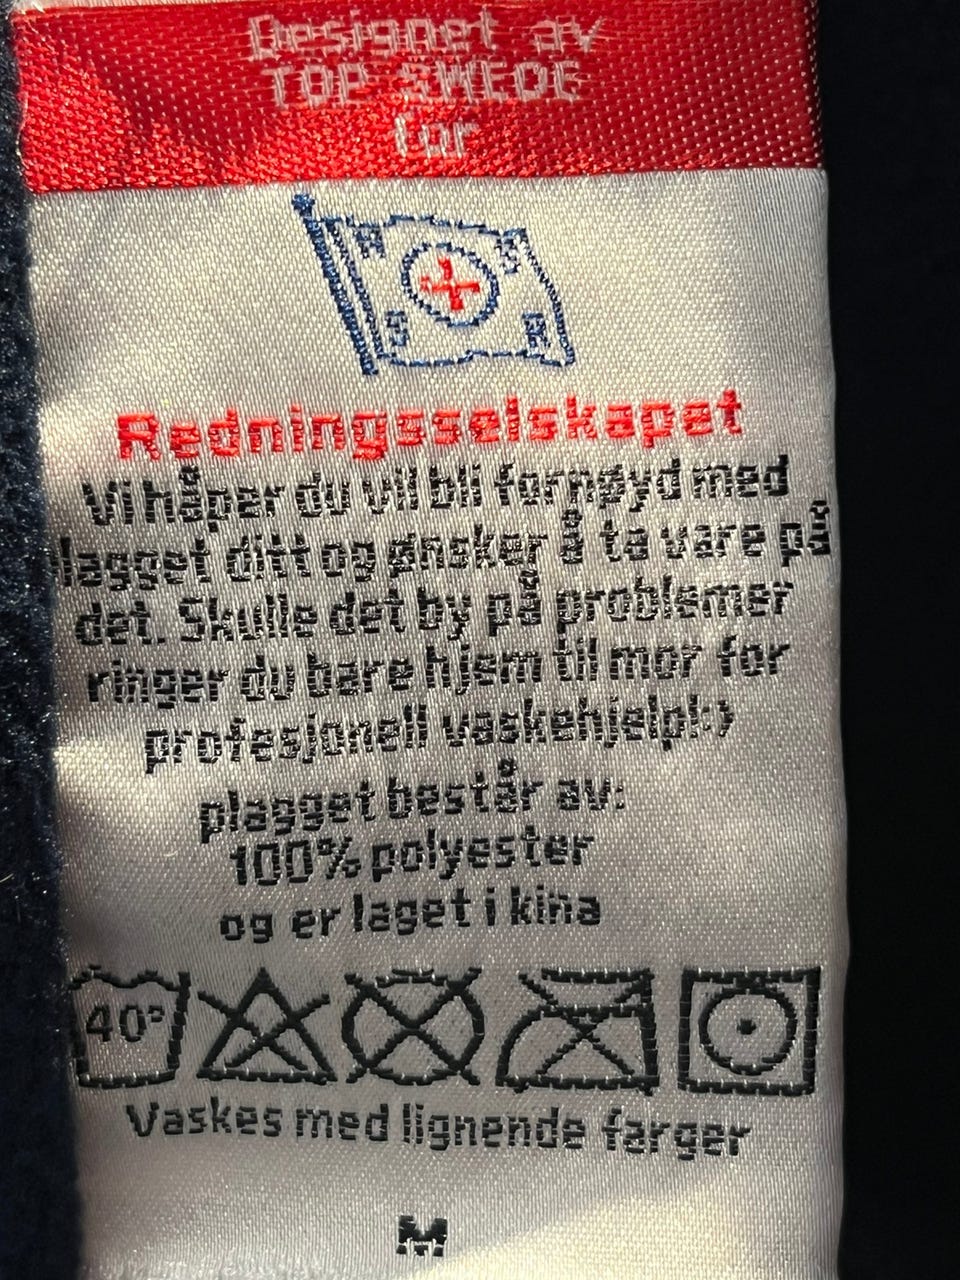 Designet av
TOP SWEDE
for
R S
S R
Redningsselskapet
Vi håper du vil bli fornøyd med
plagget ditt og ønsker å ta vare på
det. Skulle det by på problemer
ringer du bare hjem til mor for
profesjonell vaskehjelp!:)
plagget består av:
100% polyester
og er laget i kina
40°
Vaskes med lignende farger
M